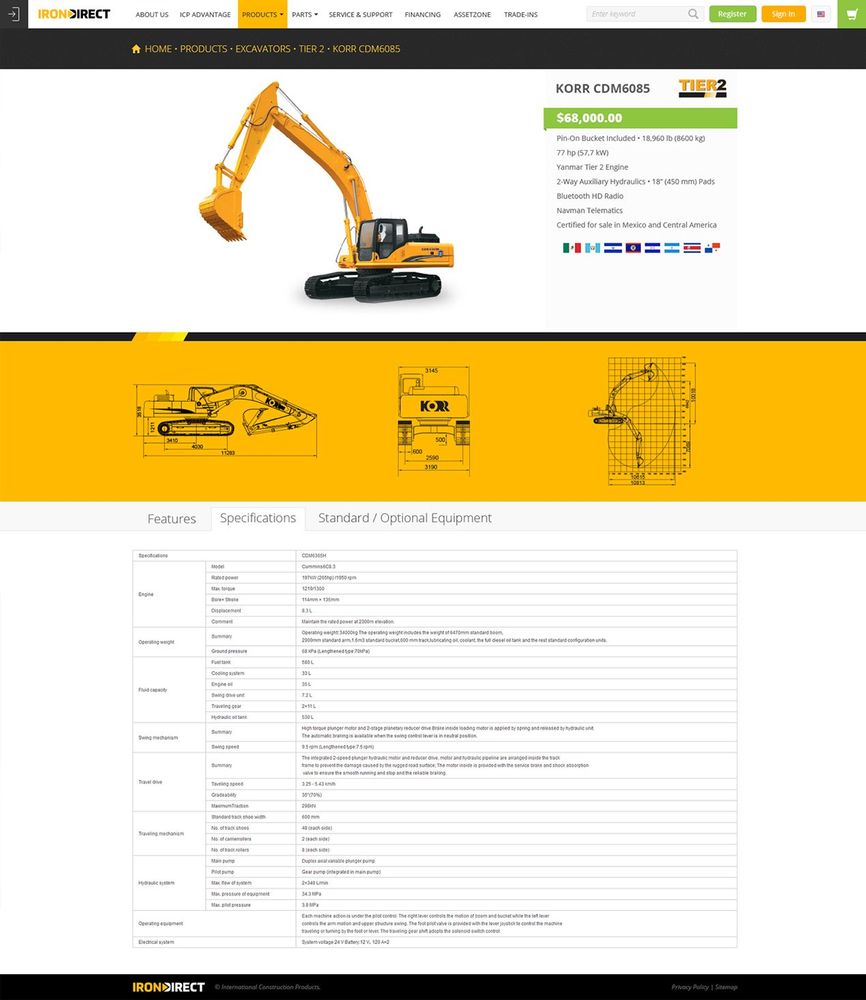 IRONDIRECT
ABOUT US
ICP ADVANTAGE
PRODUCTS
PARTS
SERVICE & SUPPORT
FINANCING
ASSETZONE
TRADE-INS
Enter keyword
Register
Sign In
HOME • PRODUCTS • EXCAVATORS • TIER 2 • KORR CDM6085
KORR CDM6085
TIER2
$68,000.00
Pin-On Bucket Included • 18,960 lb (8600 kg)
77 hp (57,7 kW)
Yanmar Tier 2 Engine
2-Way Auxiliary Hydraulics • 18" (450 mm) Pads
Bluetooth HD Radio
Navman Telematics
Certified for sale in Mexico and Central America
KORR
3518
1211
3410
4030
11283
3145
KORR
500
600
2590
3190
10018
10615
10813
Features
Specifications
Standard / Optional Equipment
Specifications CDM6365H
Engine
Model Cummins6C8.3
Rated power 197kW (265hp) /1950 rpm
Max. torque 1219/1300
Bore× Stroke 114mm × 135mm
Displacement 8.3 L
Comment Maintain the rated power at 2300m elevation.
Operating weight
Summary Operating weight: 34000kg The operating weight includes the weight of 6470mm standard boom,
2909mm standard arm,1.6m3 standard bucket,600 mm track,lubricating oil, coolant, the full diesel oil tank and the rest standard configuration units.
Ground pressure 68 kPa (Lengthened type:70kPa)
Fluid capacity
Fuel tank 560 L
Cooling system 33 L
Engine oil 35 L
Swing drive unit 7.2 L
Traveling gear 2×11 L
Hydraulic oil tank 530 L
Swing mechanism
Summary High torque plunger motor and 2-stage planetary reducer drive Brake inside loading motor is applied by spring and released by hydraulic unit
The automatic braking is available when the swing control lever is in neutral position.
Swing speed 9.5 rpm (Lengthened type:7.5 rpm)
Travel drive
Summary The integrated 2-speed plunger hydraulic motor and reducer drive, motor and hydraulic pipeline are arranged inside the track
frame to prevent the damage caused by the rugged road surface; The motor inside is provided with the service brake and shock absorption
valve to ensure the smooth running and stop and the reliable braking.
Taveling speed 3.25 - 5.43 km/h
Gradeability 35°(70%)
MaximumTraction 298kN
Traveling mechanism
Standard track shoe width 600 mm
No. of track shoes 48 (each side)
No. of carrierrollers 2 (each side)
No. of track rollers 8 (each side)
Hydraulic system
Main pump Duplex axial variable plunger pump
Pilot pump Gear pump (integrated in main pump)
Max. flow of system 2×340 L/min
Max. pressure of equipment 34.3 MPa
Max. pilot pressure 3.8 MPa
Operating equipment
Each machine action is under the pilot control. The right lever controls the motion of boom and bucket while the left lever
controls the arm motion and upper structure swing. The foot pilot valve is provided with the lever joystick to control the machine
traveling or turning by the foot or lever. The traveling gear shift adopts the solenoid switch control.
Electrical system System voltage 24 V Battery:12 V、120 A×2
IRONDIRECT
© International Construction Products.
Privacy Policy | Sitemap